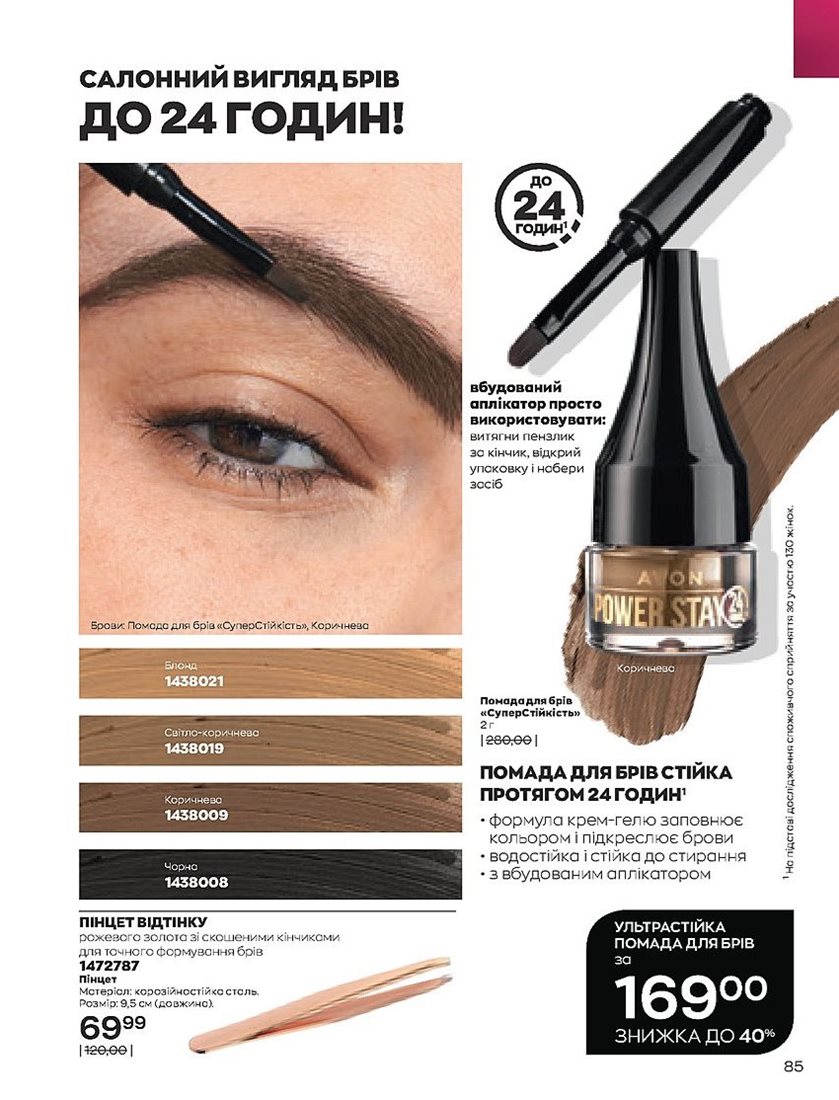 САЛОННИЙ ВИГЛЯД БРІВ
ДО 24 ГОДИН!
ДО
24
ГОДИН¹
вбудований
аплікатор просто
використовувати:
витягни пензлик
за кінчик, відкрий
упаковку і набери
засіб
AVON
POWER STAY
24
Коричнева
Брови: Помада для брів «СуперСтійкість», Коричнева
Блонд
1438021
Світло-коричнева
1438019
Коричнева
1438009
Чорна
1438008
Помада для брів
«СуперСтійкість»
2 г
|280,00|
ПОМАДА ДЛЯ БРІВ СТІЙКА
ПРОТЯГОМ 24 ГОДИН¹
• формула крем-гелю заповнює
кольором і підкреслює брови
• водостійка і стійка до стирання
• з вбудованим аплікатором
¹ На підставі дослідження споживчого сприйняття за участю 130 жінок.
ПІНЦЕТ ВІДТІНКУ
рожевого золота зі скошеними кінчиками
для точного формування брів
1472787
Пінцет
Матеріал: корозійностійка сталь.
Розмір: 9,5 см (довжина).
69⁹⁹
|120,00|
УЛЬТРАСТІЙКА
ПОМАДА ДЛЯ БРІВ
за
169⁰⁰
ЗНИЖКА ДО 40%
85